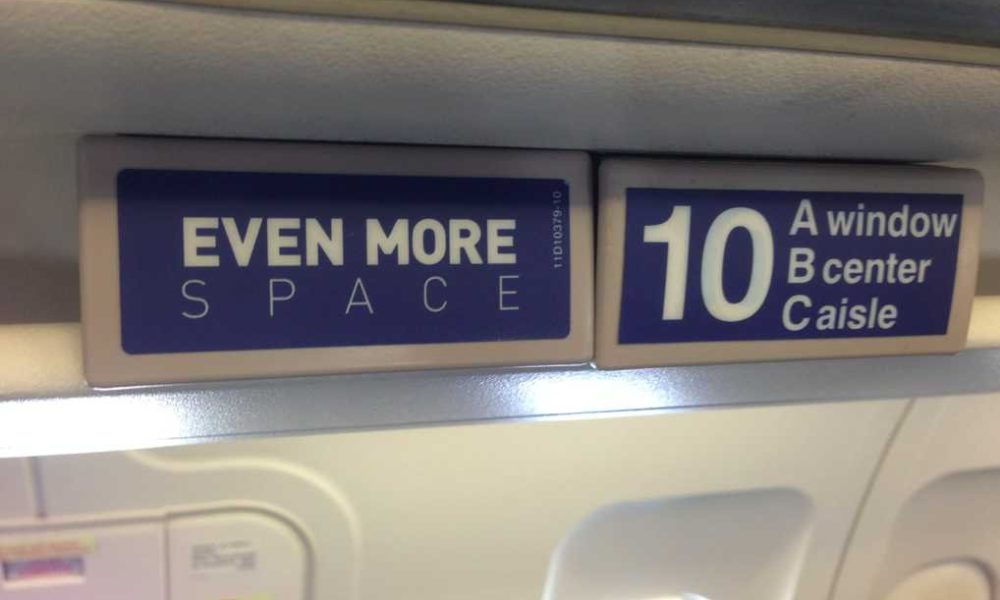 EVEN MORE
SPACE
11D10379-10
10
A window
B center
C aisle